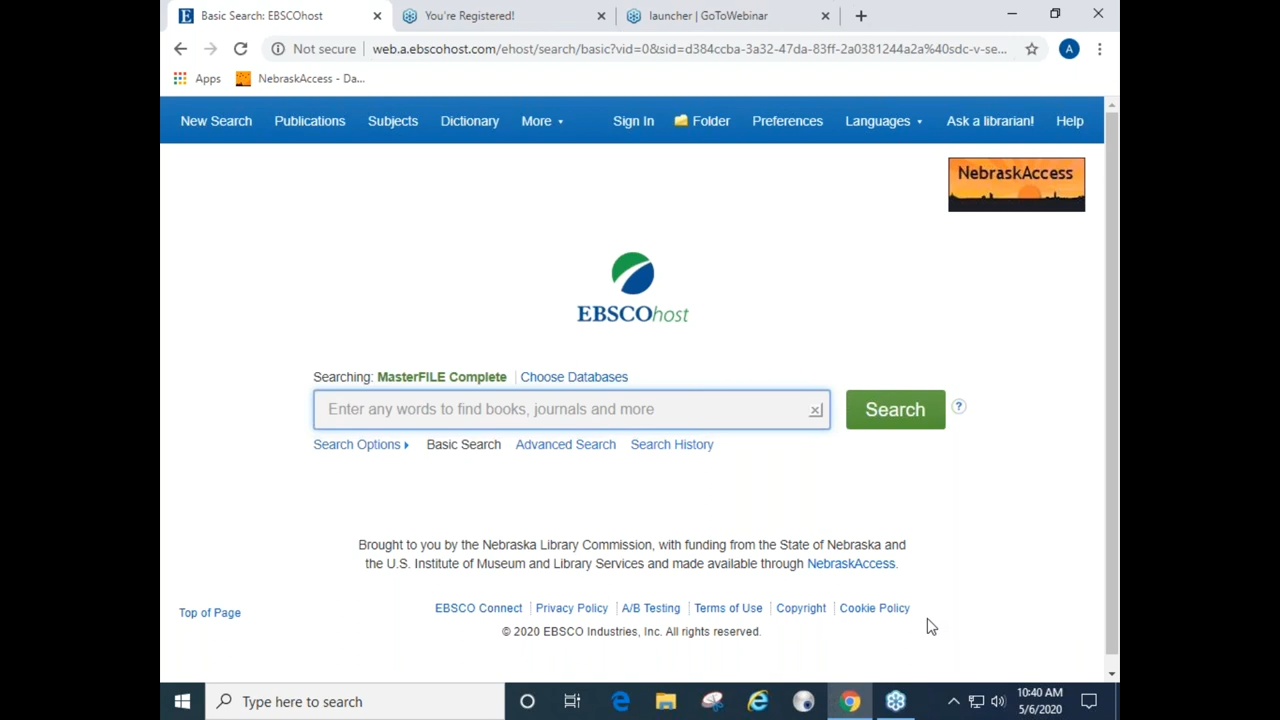 Basic Search: EBSCOhost
You're Registered!
launcher | GoToWebinar
Not secure
web.a.ebscohost.com/ehost/search/basic?vid=0&sid=d384ccba-3a32-47da-83ff-2a0381244a2a%40sdc-v-se...
A
Apps
NebraskAccess - Da...
New Search
Publications
Subjects
Dictionary
More
Sign In
Folder
Preferences
Languages
Ask a librarian!
Help
NebraskAccess
EBSCOhost
Searching: MasterFILE Complete
Choose Databases
Enter any words to find books, journals and more
Search
?
Search Options
Basic Search
Advanced Search
Search History
Brought to you by the Nebraska Library Commission, with funding from the State of Nebraska and
the U.S. Institute of Museum and Library Services and made available through NebraskAccess.
Top of Page
EBSCO Connect
Privacy Policy
A/B Testing
Terms of Use
Copyright
Cookie Policy
© 2020 EBSCO Industries, Inc. All rights reserved.
Type here to search
10:40 AM
5/6/2020